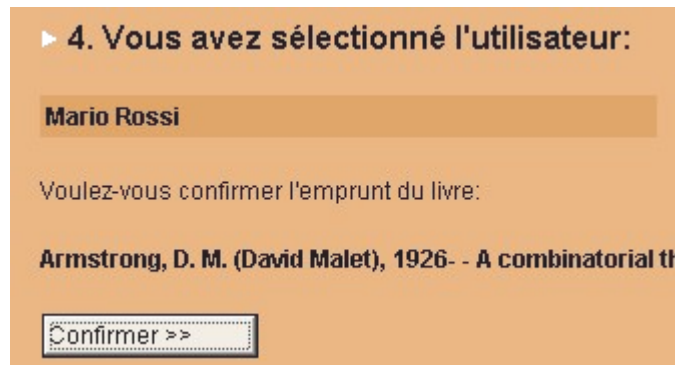 4. Vous avez sélectionné l'utilisateur:
Mario Rossi
Voulez-vous confirmer l'emprunt du livre:
Armstrong, D. M. (David Malet), 1926- - A combinatorial
Confirmer >>